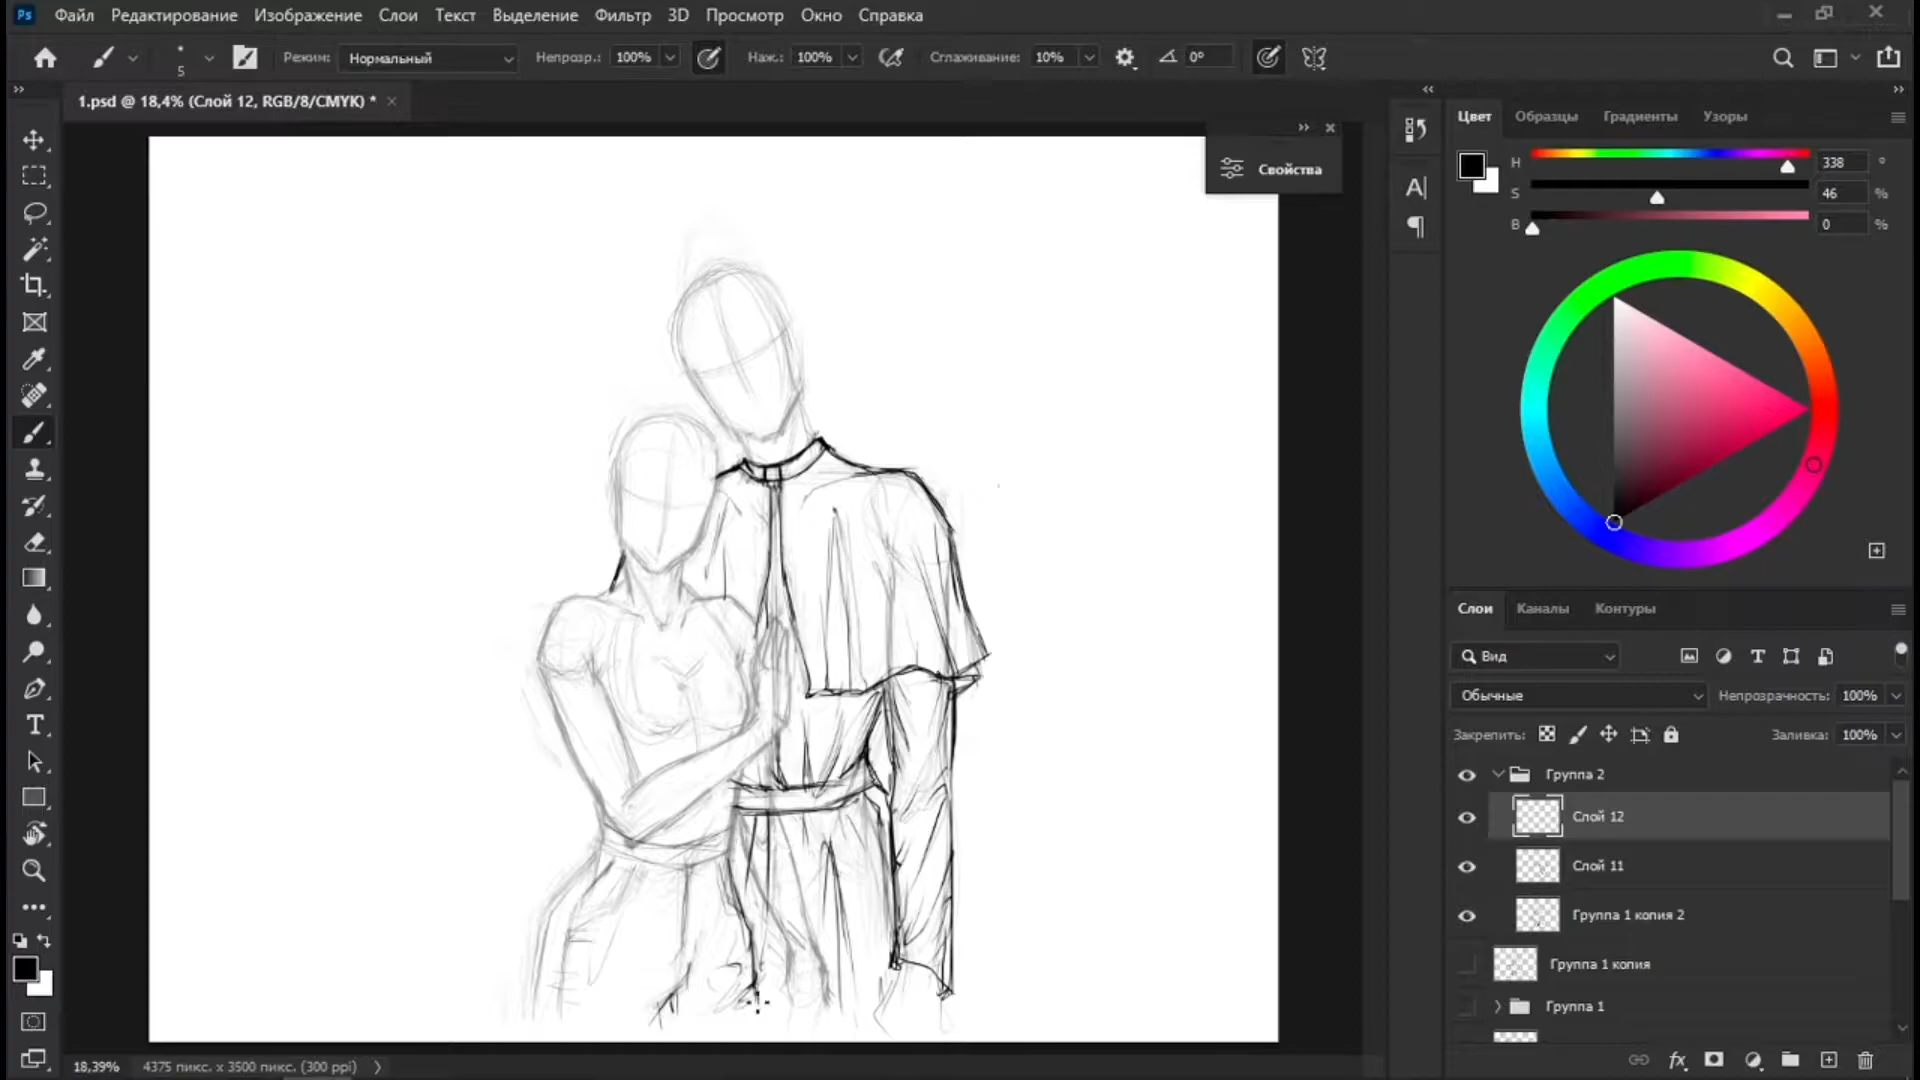 Ps Файл Редактирование Изображение Слои Текст Выделение Фильтр 3D Просмотр Окно Справка
5 Режим: Нормальный Непрозр.: 100% Наж.: 100% Сглаживание: 10% 0°
1.psd @ 18,4% (Слой 12, RGB/8/CMYK) *
Свойства
Цвет Образцы Градиенты Узоры
H 338 °
S 46 %
B 0 %
Слои Каналы Контуры
Вид
Обычные Непрозрачность: 100%
Закрепить: Заливка: 100%
Группа 2
Слой 12
Слой 11
Группа 1 копия 2
Группа 1 копия
Группа 1
fx
18,39% 4375 пикс. x 3500 пикс. (300 ppi)